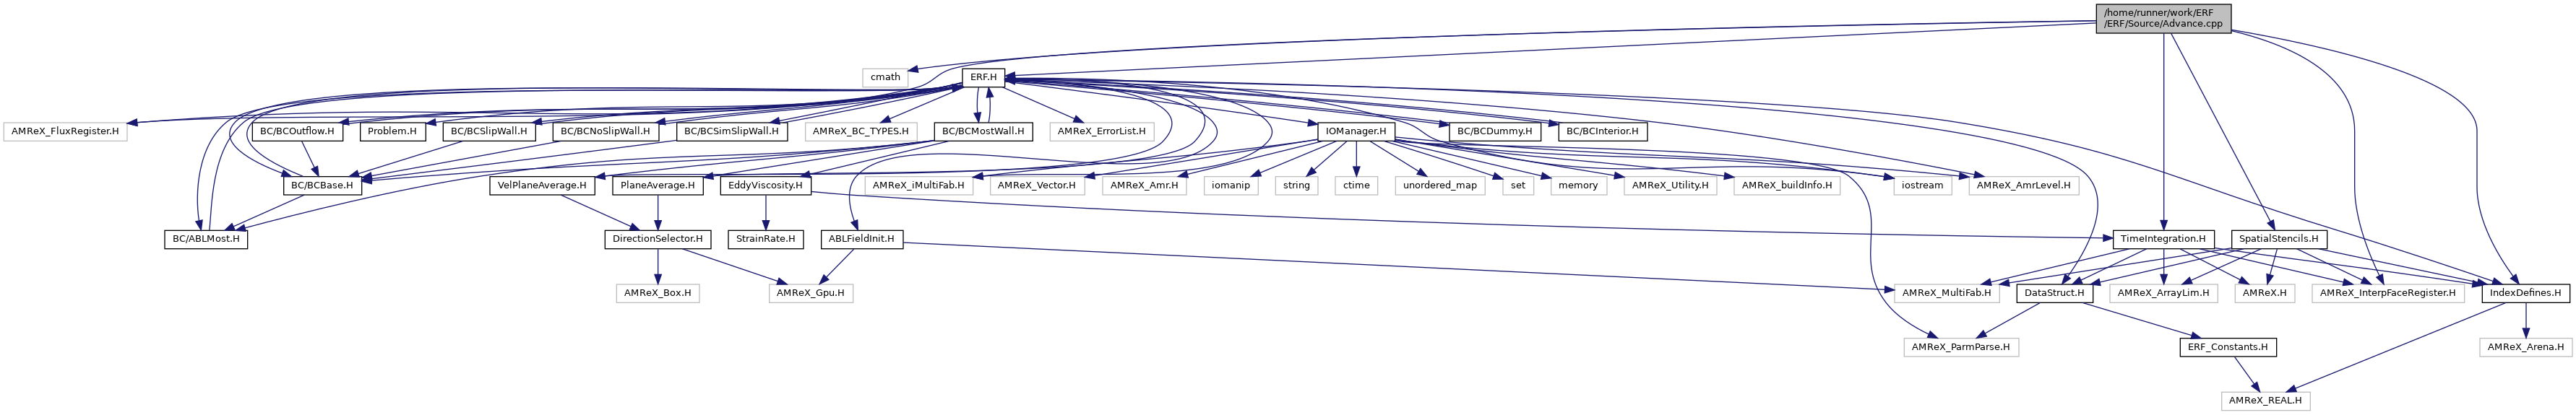 /home/runner/work/ERF
/ERF/Source/Advance.cpp
cmath
ERF.H
AMReX_FluxRegister.H
BC/BCOutflow.H
Problem.H
BC/BCSlipWall.H
BC/BCNoSlipWall.H
BC/BCSimSlipWall.H
AMReX_BC_TYPES.H
BC/BCMostWall.H
AMReX_ErrorList.H
IOManager.H
BC/BCDummy.H
BC/BCInterior.H
BC/BCBase.H
VelPlaneAverage.H
PlaneAverage.H
EddyViscosity.H
AMReX_iMultiFab.H
AMReX_Vector.H
AMReX_Amr.H
iomanip
string
ctime
unordered_map
set
memory
AMReX_Utility.H
AMReX_buildInfo.H
iostream
AMReX_AmrLevel.H
BC/ABLMost.H
DirectionSelector.H
StrainRate.H
ABLFieldInit.H
TimeIntegration.H
SpatialStencils.H
AMReX_Box.H
AMReX_Gpu.H
AMReX_MultiFab.H
DataStruct.H
AMReX_ArrayLim.H
AMReX.H
AMReX_InterpFaceRegister.H
IndexDefines.H
AMReX_ParmParse.H
ERF_Constants.H
AMReX_Arena.H
AMReX_REAL.H